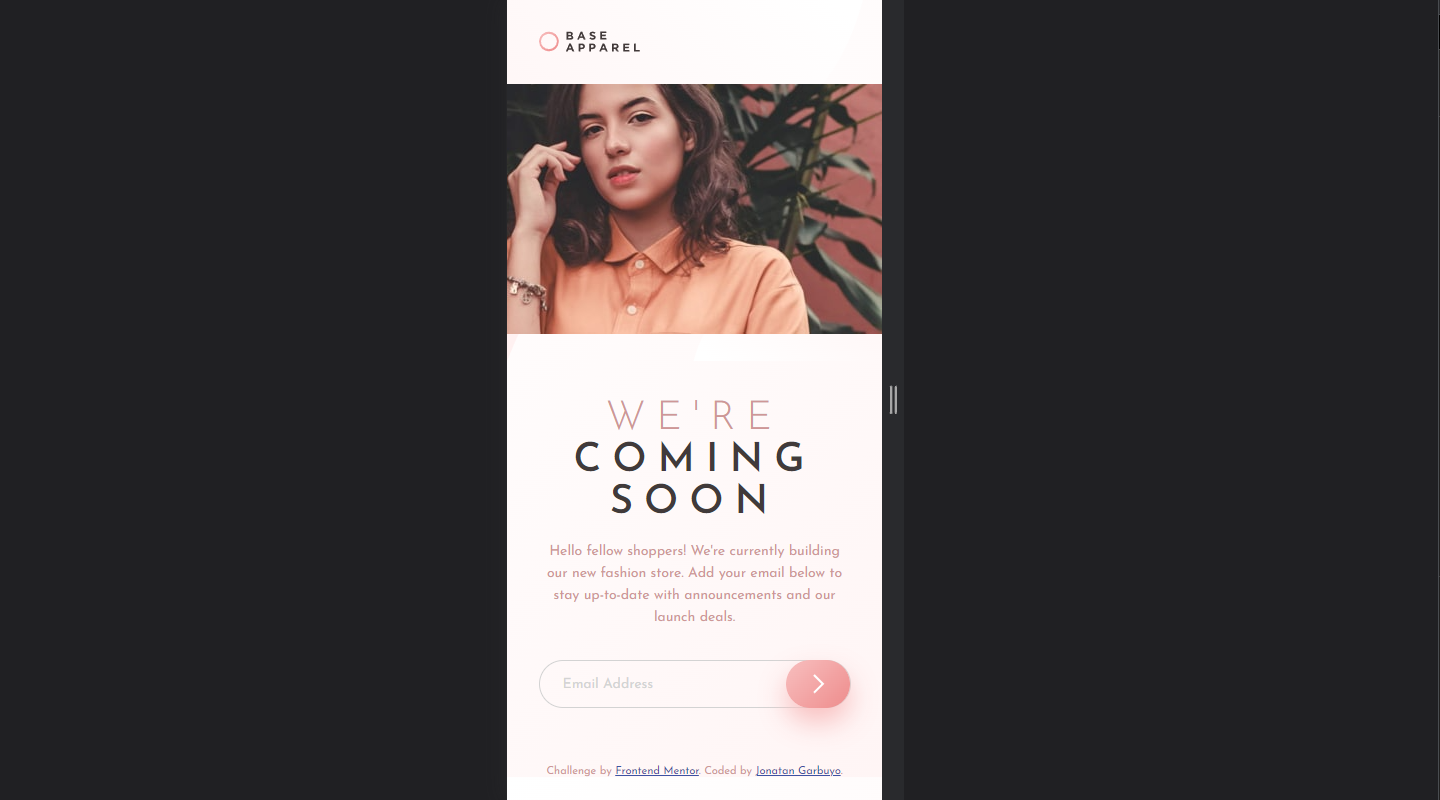 BASE
APPAREL
WE'RE
COMING
SOON
Hello fellow shoppers! We're currently building
our new fashion store. Add your email below to
stay up-to-date with announcements and our
launch deals.
Email Address
Challenge by Frontend Mentor. Coded by Jonatan Garbuyo.